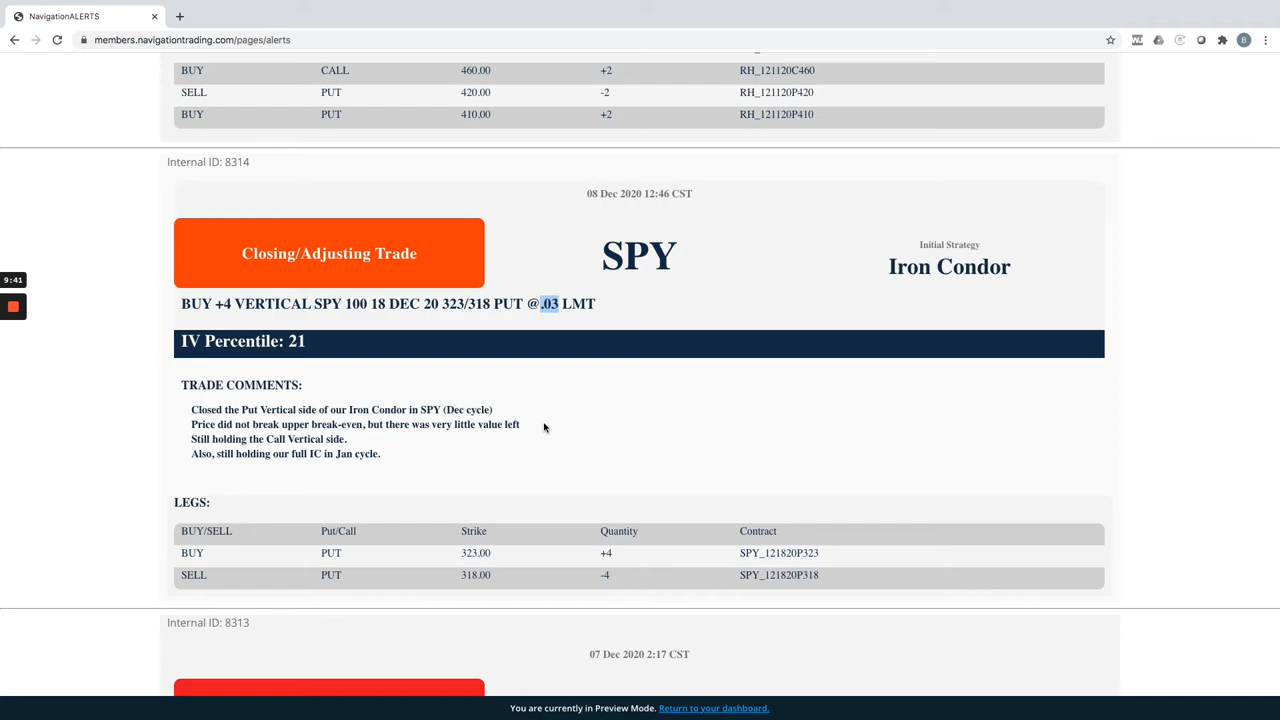 NavigationALERTS
members.navigationtrading.com/pages/alerts
BUY CALL 460.00 +2 RH_121120C460
SELL PUT 420.00 -2 RH_121120P420
BUY PUT 410.00 +2 RH_121120P410
Internal ID: 8314
08 Dec 2020 12:46 CST
Closing/Adjusting Trade
SPY
Initial Strategy
Iron Condor
BUY +4 VERTICAL SPY 100 18 DEC 20 323/318 PUT @.03 LMT
IV Percentile: 21
TRADE COMMENTS:
Closed the Put Vertical side of our Iron Condor in SPY (Dec cycle)
Price did not break upper break-even, but there was very little value left
Still holding the Call Vertical side.
Also, still holding our full IC in Jan cycle.
LEGS:
BUY/SELL Put/Call Strike Quantity Contract
BUY PUT 323.00 +4 SPY_121820P323
SELL PUT 318.00 -4 SPY_121820P318
Internal ID: 8313
07 Dec 2020 2:17 CST
You are currently in Preview Mode. Return to your dashboard.
9:41
B